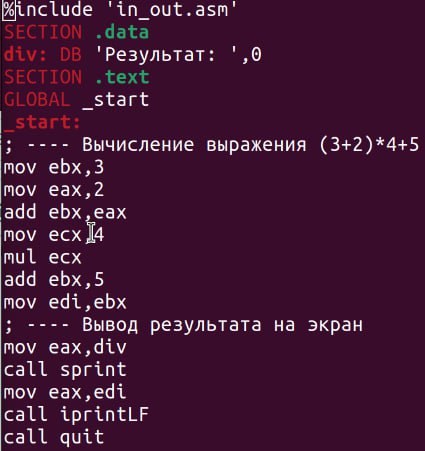 %include 'in_out.asm'
SECTION .data
div: DB 'Результат: ',0
SECTION .text
GLOBAL _start
_start:
; ---- Вычисление выражения (3+2)*4+5
mov ebx,3
mov eax,2
add ebx,eax
mov ecx,4
mul ecx
add ebx,5
mov edi,ebx
; ---- Вывод результата на экран
mov eax,div
call sprint
mov eax,edi
call iprintLF
call quit